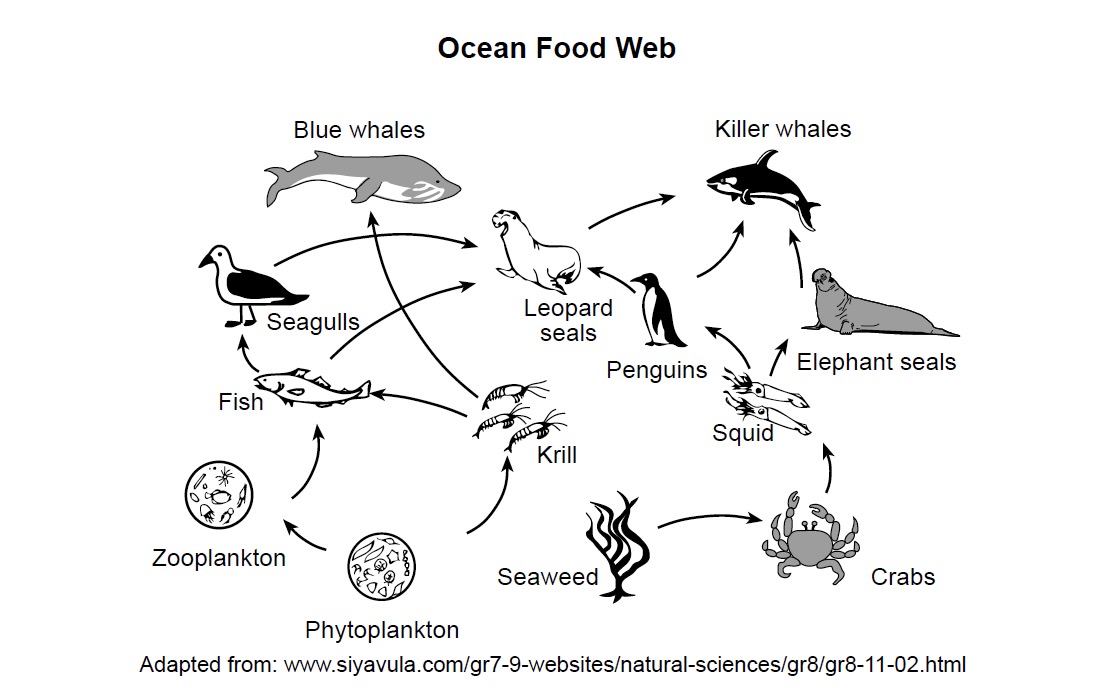 Ocean Food Web
Blue whales
Killer whales
Seagulls
Leopard
seals
Penguins
Elephant seals
Fish
Squid
Krill
Zooplankton
Seaweed
Crabs
Phytoplankton
Adapted from: www.siyavula.com/gr7-9-websites/natural-sciences/gr8/gr8-11-02.html